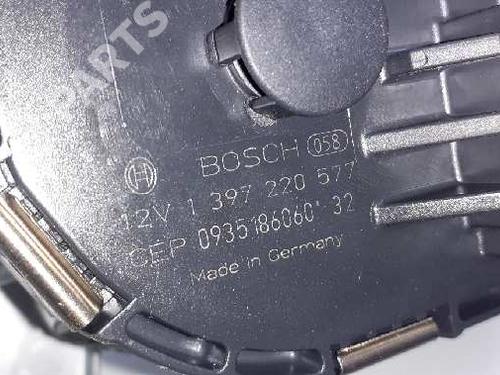 PARTS
BOSCH 058
12V 1 397 220 577
CEP 0935186060' 32
Made in Germany